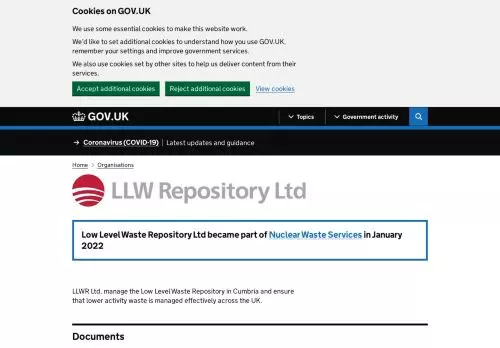 Cookies on GOV.UK
We use some essential cookies to make this website work.
We'd like to set additional cookies to understand how you use GOV.UK,
remember your settings and improve government services.
We also use cookies set by other sites to help us deliver content from their
services.
Accept additional cookies
Reject additional cookies
View cookies
GOV.UK
Topics
Government activity
→ Coronavirus (COVID-19) | Latest updates and guidance
Home > Organisations
LLW Repository Ltd
Low Level Waste Repository Ltd became part of Nuclear Waste Services in January
2022
LLWR Ltd. manage the Low Level Waste Repository in Cumbria and ensure
that lower activity waste is managed effectively across the UK.
Documents